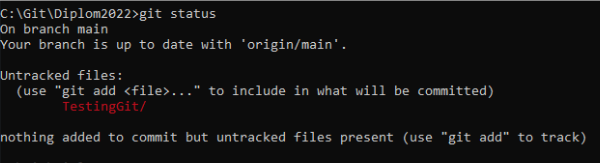 C:\Git\Diplom2022>git status
On branch main
Your branch is up to date with 'origin/main'.
Untracked files:
(use "git add <file>..." to include in what will be committed)
TestingGit/
nothing added to commit but untracked files present (use "git add" to track)